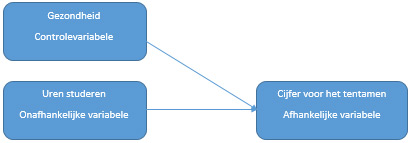 Gezondheid
Controlevariabele
Uren studeren
Onafhankelijke variabele
Cijfer voor het tentamen
Afhankelijke variabele